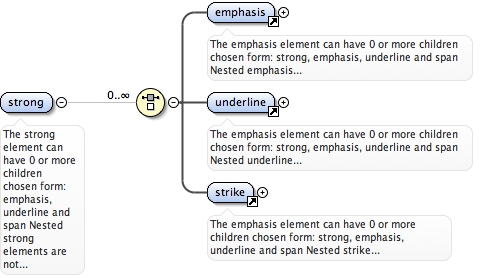 emphasis
The emphasis element can have 0 or more children
chosen form: strong, emphasis, underline and span
Nested emphasis...
strong
0..∞
The strong
element can
have 0 or more
children
chosen form:
emphasis,
underline and
span Nested
strong
elements are
not...
underline
The emphasis element can have 0 or more children
chosen form: strong, emphasis, underline and span
Nested underline...
strike
The emphasis element can have 0 or more
children chosen form: strong, emphasis,
underline and span Nested strike...